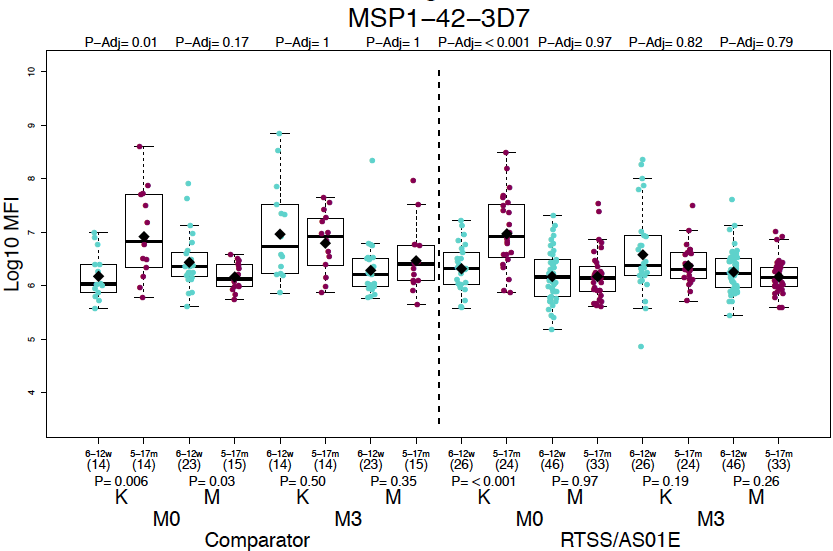 MSP1−42−3D7
P−Adj= 0.01 P−Adj= 0.17 P−Adj= 1 P−Adj= 1 P−Adj= < 0.001 P−Adj= 0.97 P−Adj= 0.82 P−Adj= 0.79
Log10 MFI
10
9
8
7
6
5
4
6−12w 5−17m 6−12w 5−17m 6−12w 5−17m 6−12w 5−17m 6−12w 5−17m 6−12w 5−17m 6−12w 5−17m 6−12w 5−17m
(14) (14) (23) (15) (14) (14) (23) (15) (26) (24) (46) (33) (26) (24) (46) (33)
P= 0.006 P= 0.03 P= 0.50 P= 0.35 P= < 0.001 P= 0.97 P= 0.19 P= 0.26
K M K M K M K M
M0 M3 M0 M3
Comparator RTSS/AS01E